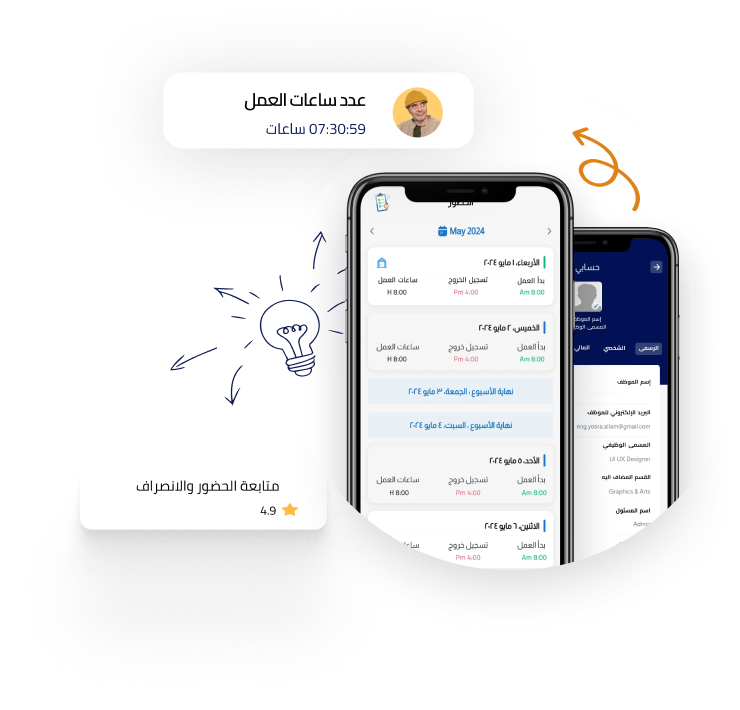 عدد ساعات العمل
07:30:59 ساعات
الحضور
May 2024
الأربعاء، ١ مايو ٢٠٢٤
بدأ العمل تسجيل الخروج ساعات العمل
Am 8:00 Pm 4:00 H 8:00
الخميس، ٢ مايو ٢٠٢٤
بدأ العمل تسجيل خروج ساعات العمل
Am 8:00 Pm 4:00 H 8:00
نهاية الأسبوع ، الجمعة، ٣ مايو ٢٠٢٤
نهاية الأسبوع ، السبت، ٤ مايو ٢٠٢٤
الأحد، ٥ مايو ٢٠٢٤
بدأ العمل تسجيل خروج ساعات العمل
Am 8:00 Pm 4:00 H 8:00
الاثنين، ٦ مايو ٢٠٢٤
بدأ العمل تسجيل خروج
Am 8:00 Pm 4:00
حسابي
إسم
المسمى
الرسمي الشخصي المالي
إسم الموظف
البريد الإلكتروني للموظف
eng.yosra.allam@gmail.com
المسمى الوظيفي
UI UX Designer
القسم المضاف اليه
Graphics & Arts
اسم المسئول
Admin
متابعة الحضور والانصراف
4.9